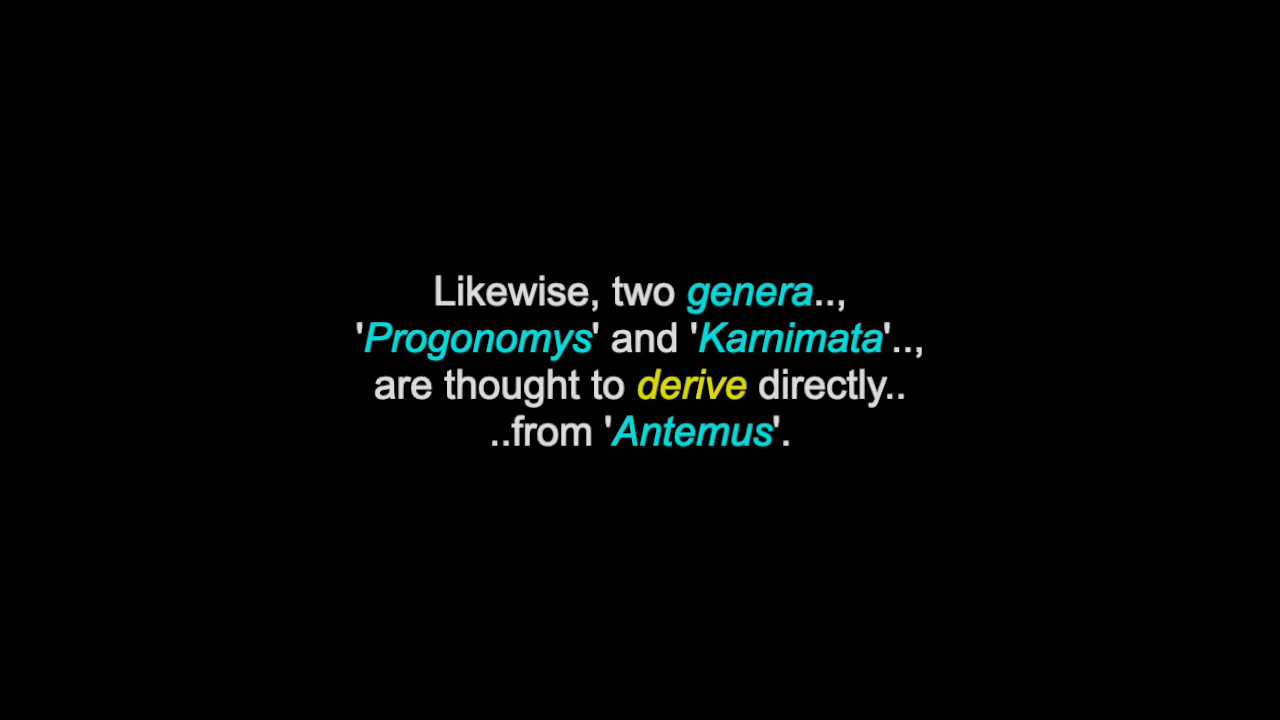 Likewise, two genera..,
'Progonomys' and 'Karnimata'..,
are thought to derive directly..
..from 'Antemus'.